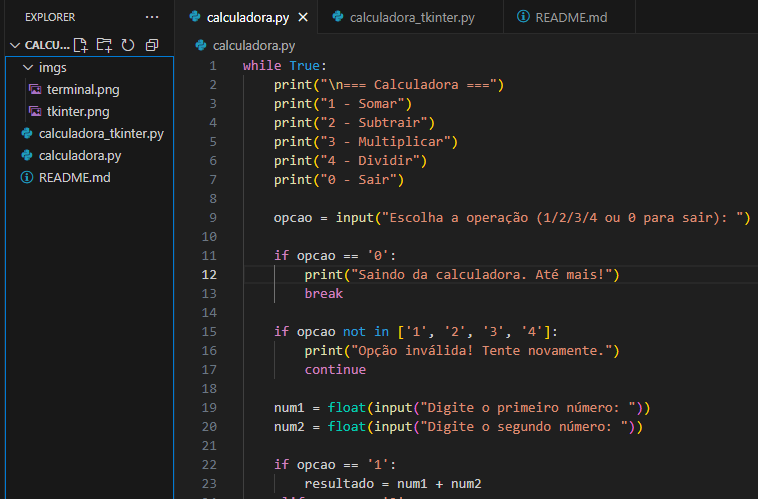 EXPLORER
CALCU...
imgs
terminal.png
tkinter.png
calculadora_tkinter.py
calculadora.py
README.md
calculadora.py
calculadora_tkinter.py
README.md
calculadora.py
1 while True:
2     print("\n=== Calculadora ===")
3     print("1 - Somar")
4     print("2 - Subtrair")
5     print("3 - Multiplicar")
6     print("4 - Dividir")
7     print("0 - Sair")
8
9     opcao = input("Escolha a operação (1/2/3/4 ou 0 para sair): ")
10
11     if opcao == '0':
12         print("Saindo da calculadora. Até mais!")
13         break
14
15     if opcao not in ['1', '2', '3', '4']:
16         print("Opção inválida! Tente novamente.")
17         continue
18
19     num1 = float(input("Digite o primeiro número: "))
20     num2 = float(input("Digite o segundo número: "))
21
22     if opcao == '1':
23         resultado = num1 + num2